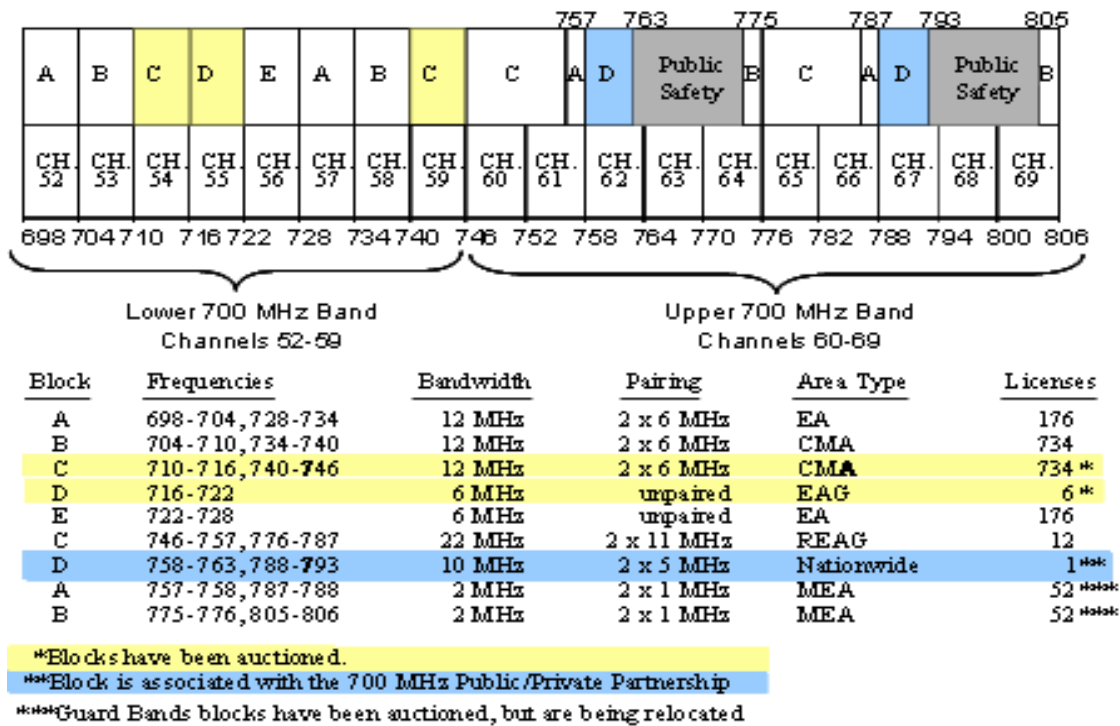 757 763 775 787 793 805
A B C D E A B C C A D Public Safety B C A D Public Safety B
CH. 52 CH. 53 CH. 54 CH. 55 CH. 56 CH. 57 CH. 58 CH. 59 CH. 60 CH. 61 CH. 62 CH. 63 CH. 64 CH. 65 CH. 66 CH. 67 CH. 68 CH. 69
698 704 710 716 722 728 734 740 746 752 758 764 770 776 782 788 794 800 806
Lower 700 MHz Band Upper 700 MHz Band
Channels 52-59 Channels 60-69
Block Frequencies Bandwidth Pairing Area Type Licenses
A 698-704,728-734 12 MHz 2 x 6 MHz EA 176
B 704-710,734-740 12 MHz 2 x 6 MHz CMA 734
C 710-716,740-746 12 MHz 2 x 6 MHz CMA 734 *
D 716-722 6 MHz unpaired EAG 6 *
E 722-728 6 MHz unpaired EA 176
C 746-757,776-787 22 MHz 2 x 11 MHz REAG 12
D 758-763,788-793 10 MHz 2 x 5 MHz Nationwide 1***
A 757-758,787-788 2 MHz 2 x 1 MHz MEA 52****
B 775-776,805-806 2 MHz 2 x 1 MHz MEA 52****
*Blocks have been auctioned.
***Block is associated with the 700 MHz Public/Private Partnership
****Guard Bands blocks have been auctioned, but are being relocated